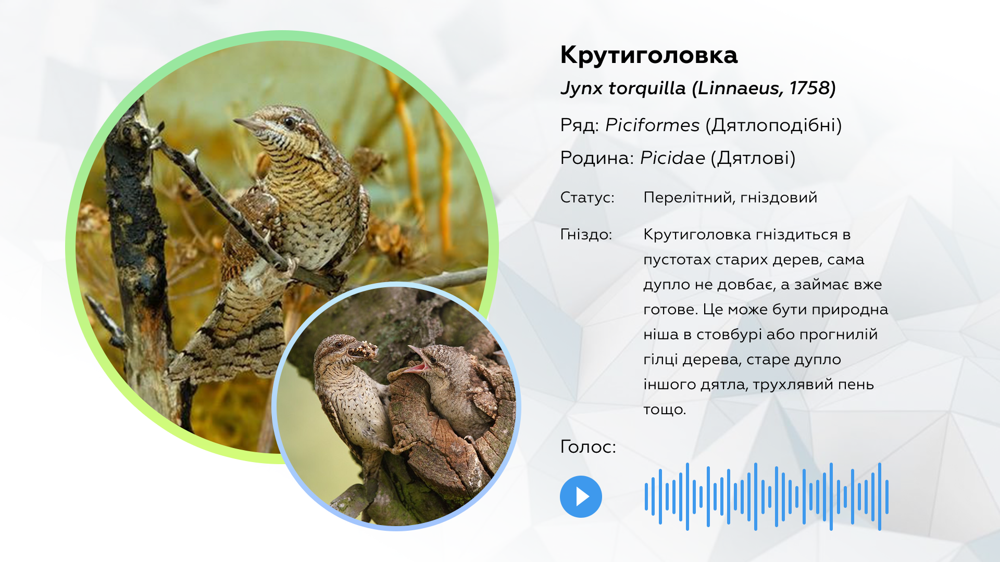 Крутиголовка
Jynx torquilla (Linnaeus, 1758)
Ряд: Piciformes (Дятлоподібні)
Родина: Picidae (Дятлові)
Статус: Перелітний, гніздовий
Гніздо: Крутиголовка гніздиться в
пустотах старих дерев, сама
дупло не довбає, а займає вже
готове. Це може бути природна
ніша в стовбурі або прогнилій
гілці дерева, старе дупло
іншого дятла, трухлявий пень
тощо.
Голос: